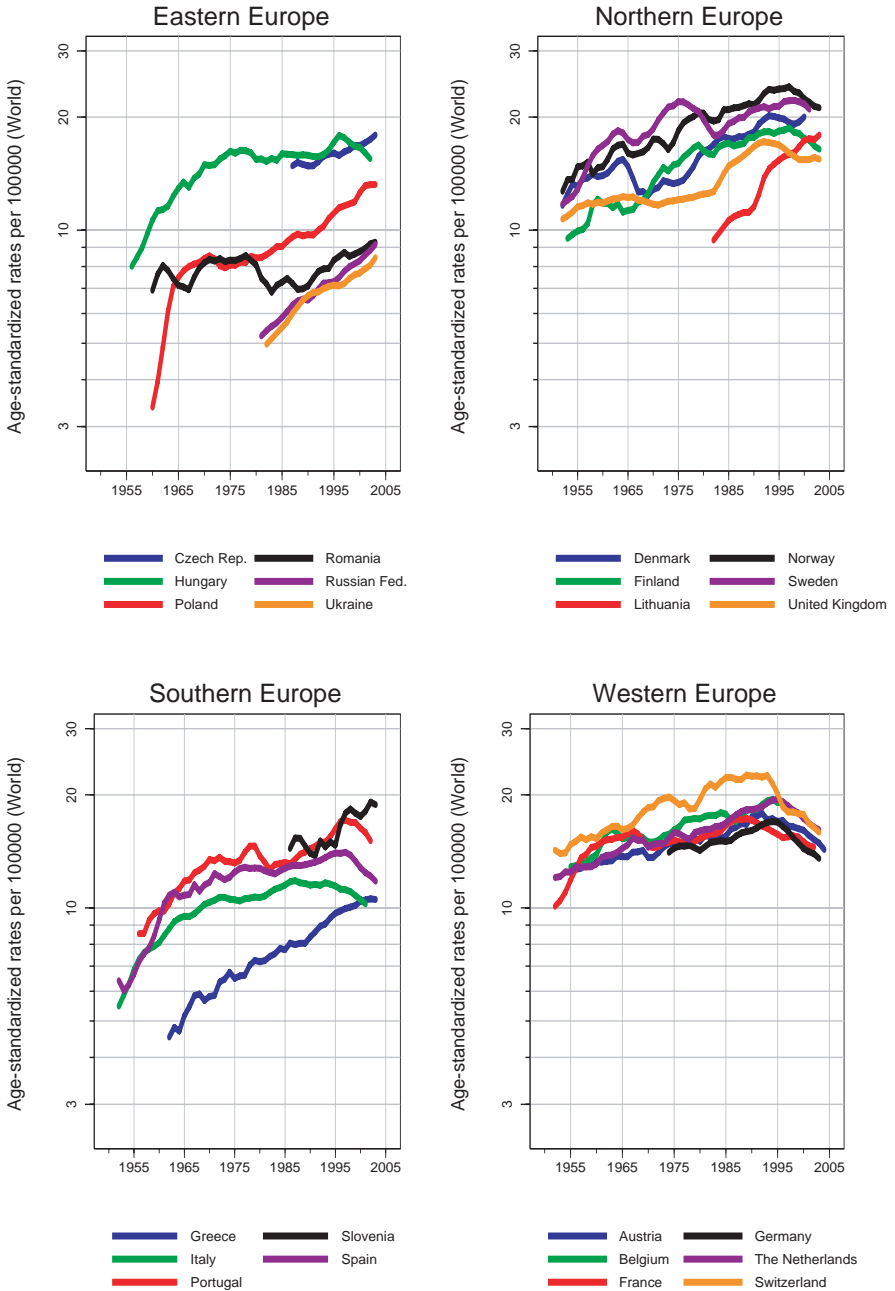 Eastern Europe
Age-standardized rates per 100000 (World)
30
20
10
3
1955 1965 1975 1985 1995 2005
Czech Rep. Romania
Hungary Russian Fed.
Poland Ukraine
Northern Europe
Age-standardized rates per 100000 (World)
30
20
10
3
1955 1965 1975 1985 1995 2005
Denmark Norway
Finland Sweden
Lithuania United Kingdom
Southern Europe
Age-standardized rates per 100000 (World)
30
20
10
3
1955 1965 1975 1985 1995 2005
Greece Slovenia
Italy Spain
Portugal
Western Europe
Age-standardized rates per 100000 (World)
30
20
10
3
1955 1965 1975 1985 1995 2005
Austria Germany
Belgium The Netherlands
France Switzerland